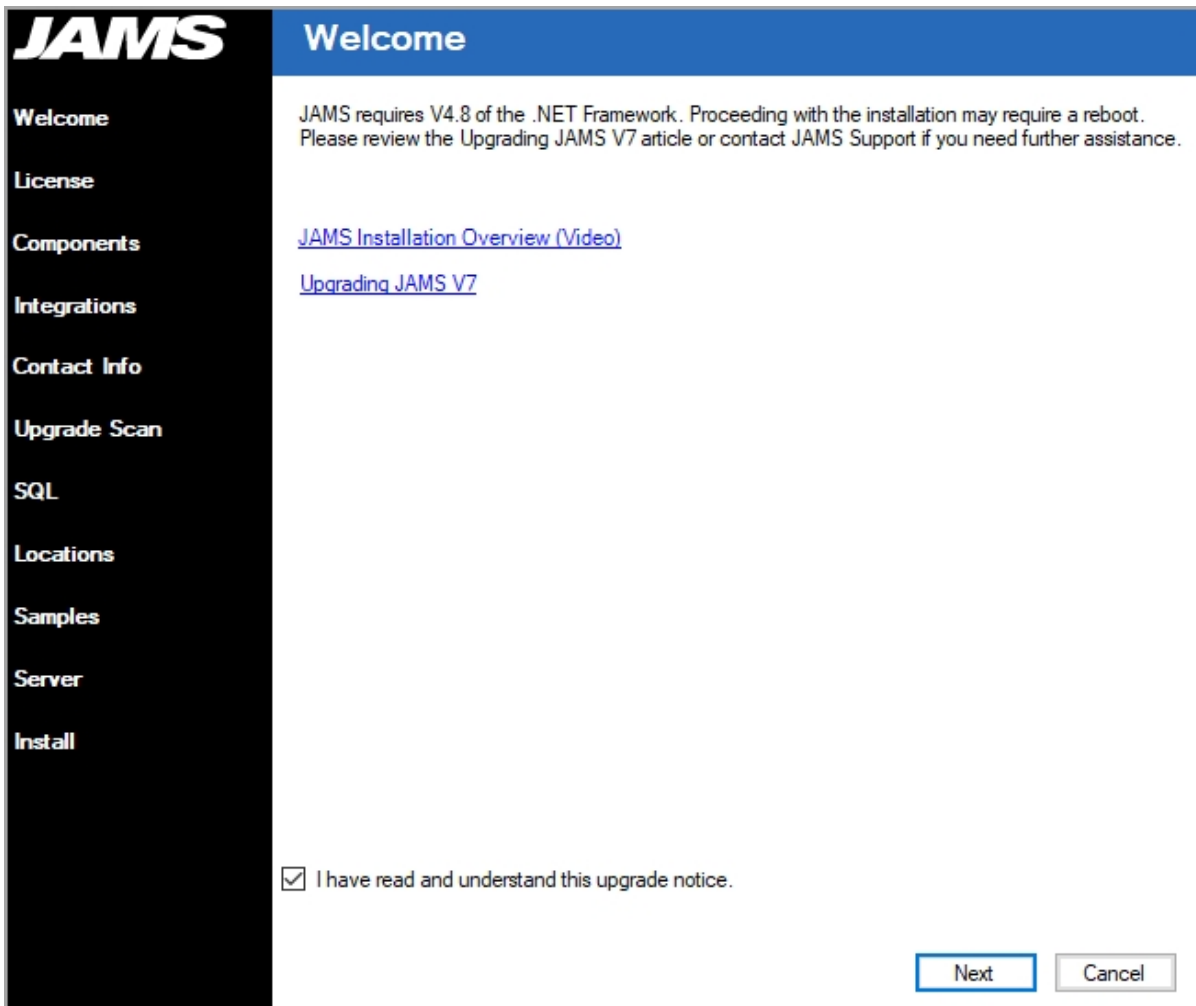 JAMS
Welcome
Welcome
License
Components
Integrations
Contact Info
Upgrade Scan
SQL
Locations
Samples
Server
Install
JAMS requires V4.8 of the .NET Framework. Proceeding with the installation may require a reboot.
Please review the Upgrading JAMS V7 article or contact JAMS Support if you need further assistance.
JAMS Installation Overview (Video)
Upgrading JAMS V7
I have read and understand this upgrade notice.
Next
Cancel